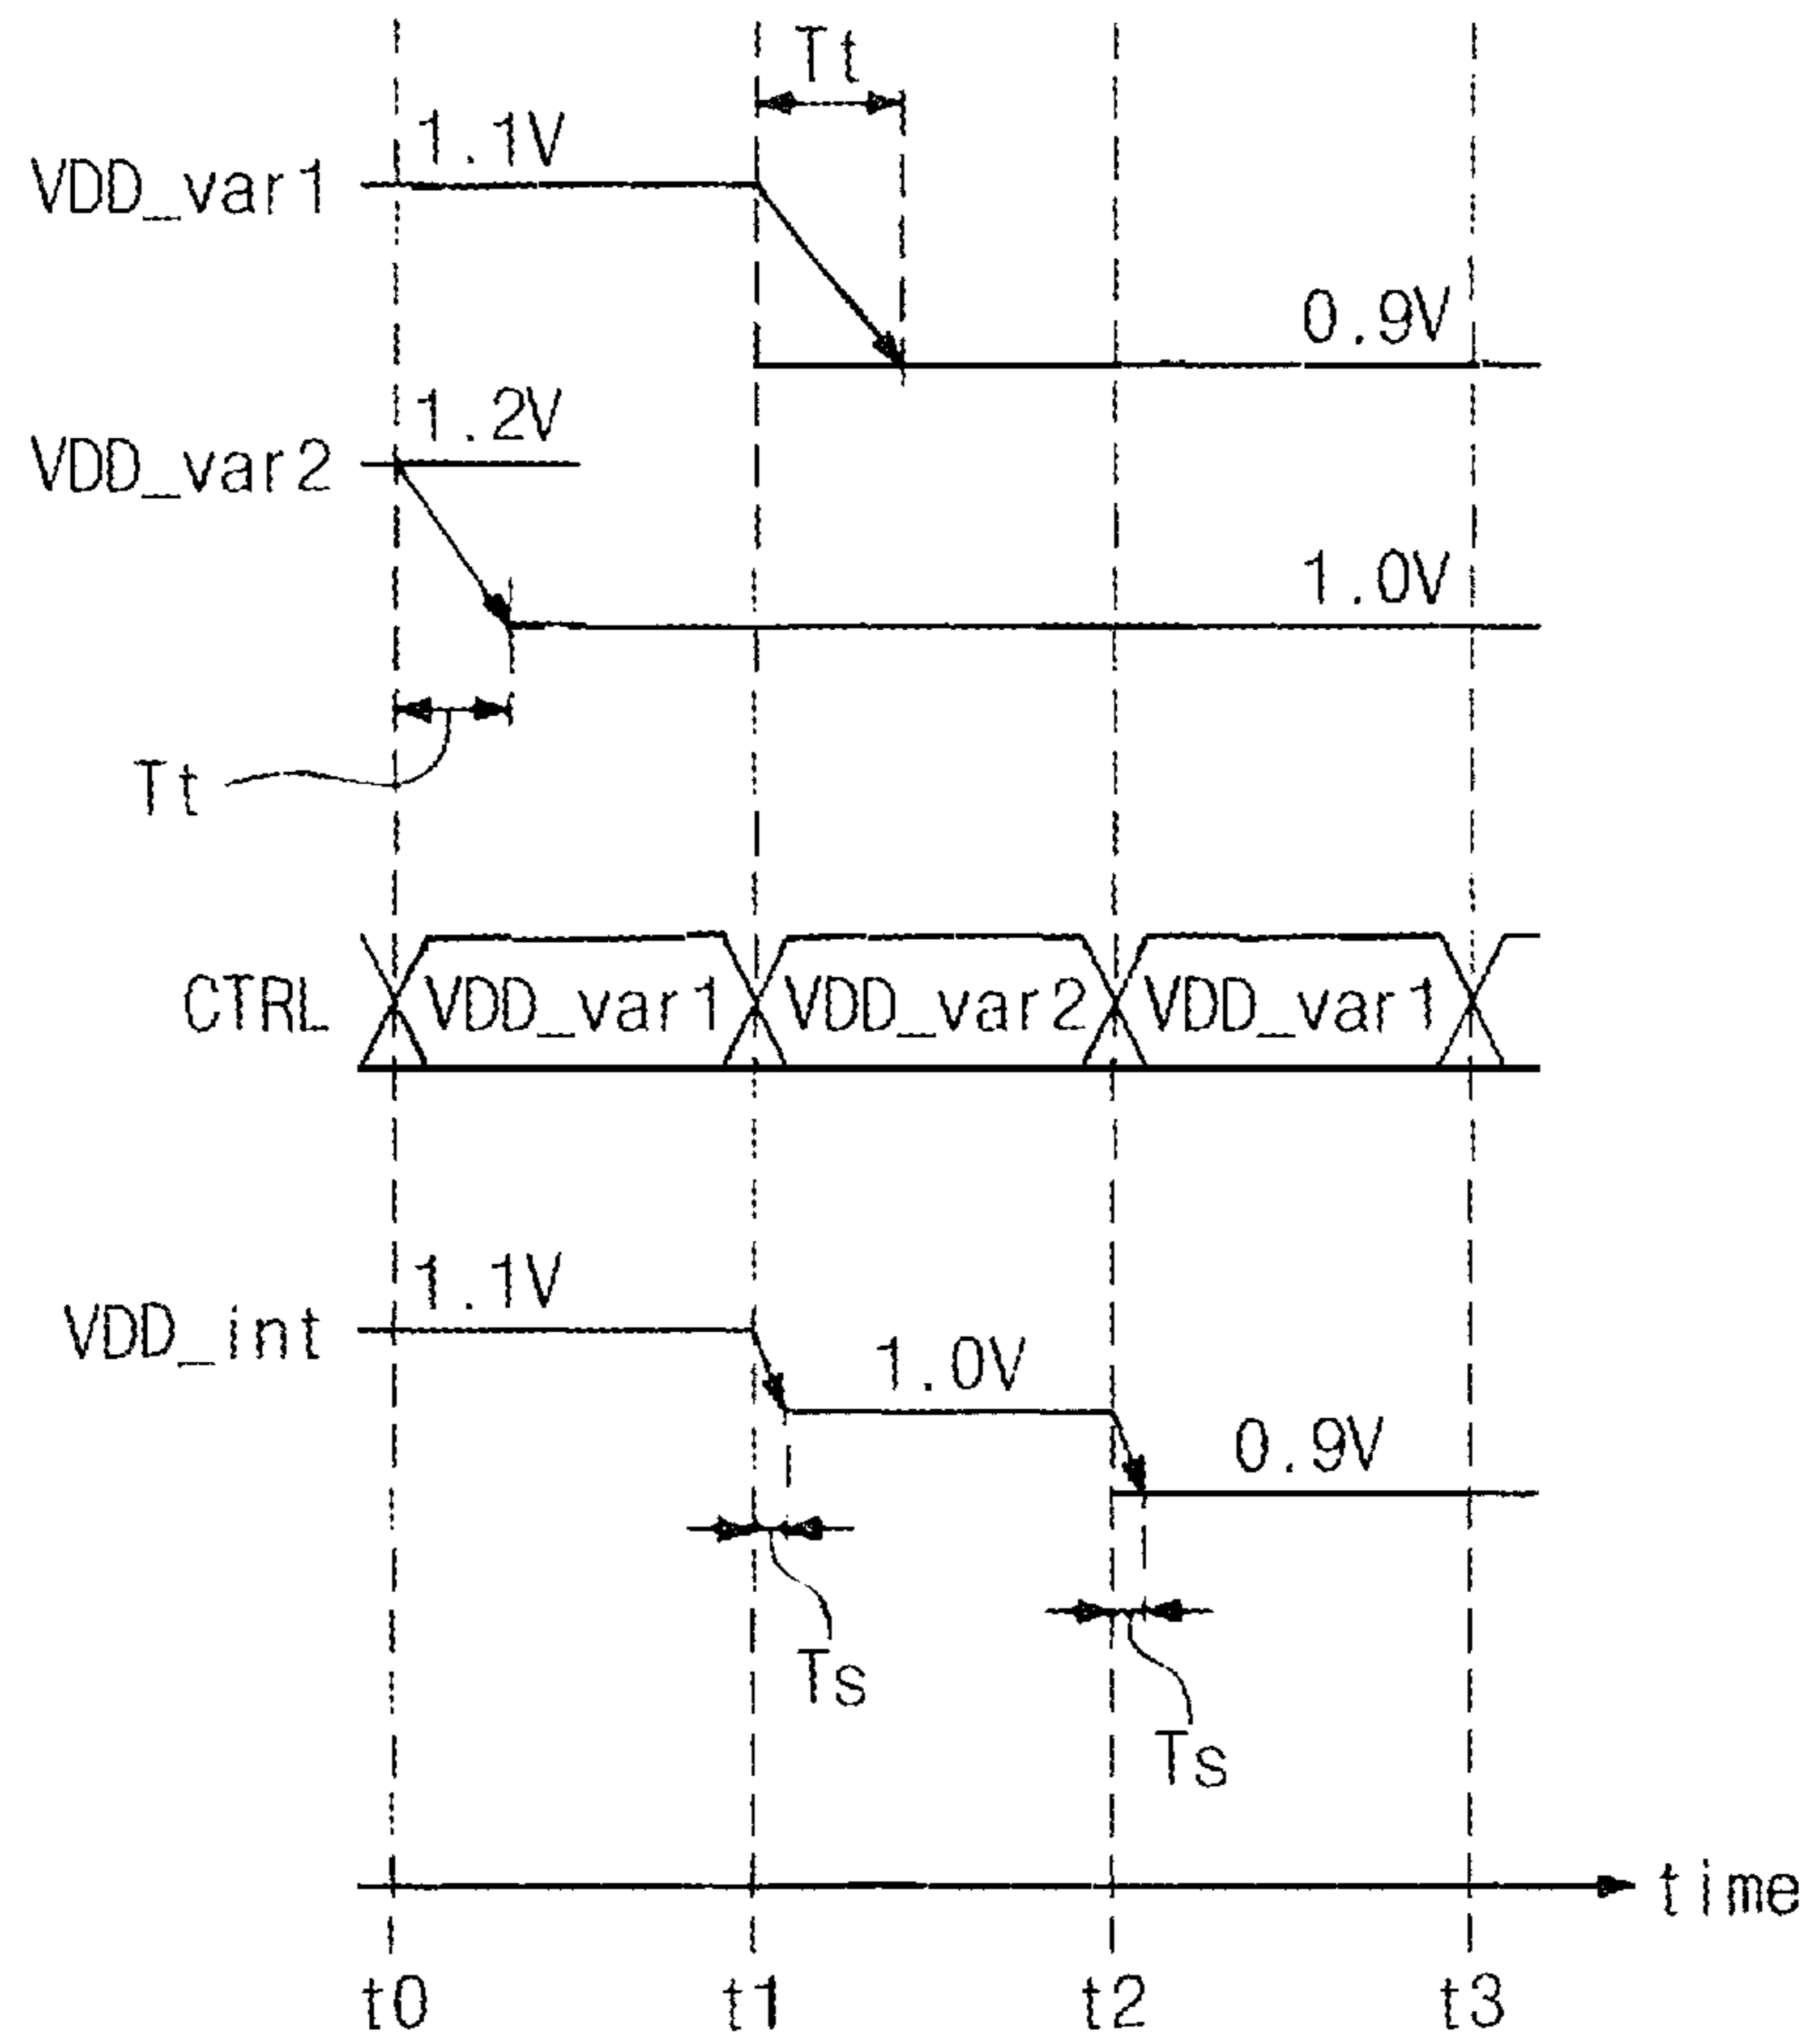 Tt
1.1V
VDD_var1
0.9V
1.2V
VDD_var2
1.0V
Tt
CTRL VDD_var1 VDD_var2 VDD_var1
1.1V
VDD_int
1.0V
0.9V
Ts
Ts
time
t0 t1 t2 t3